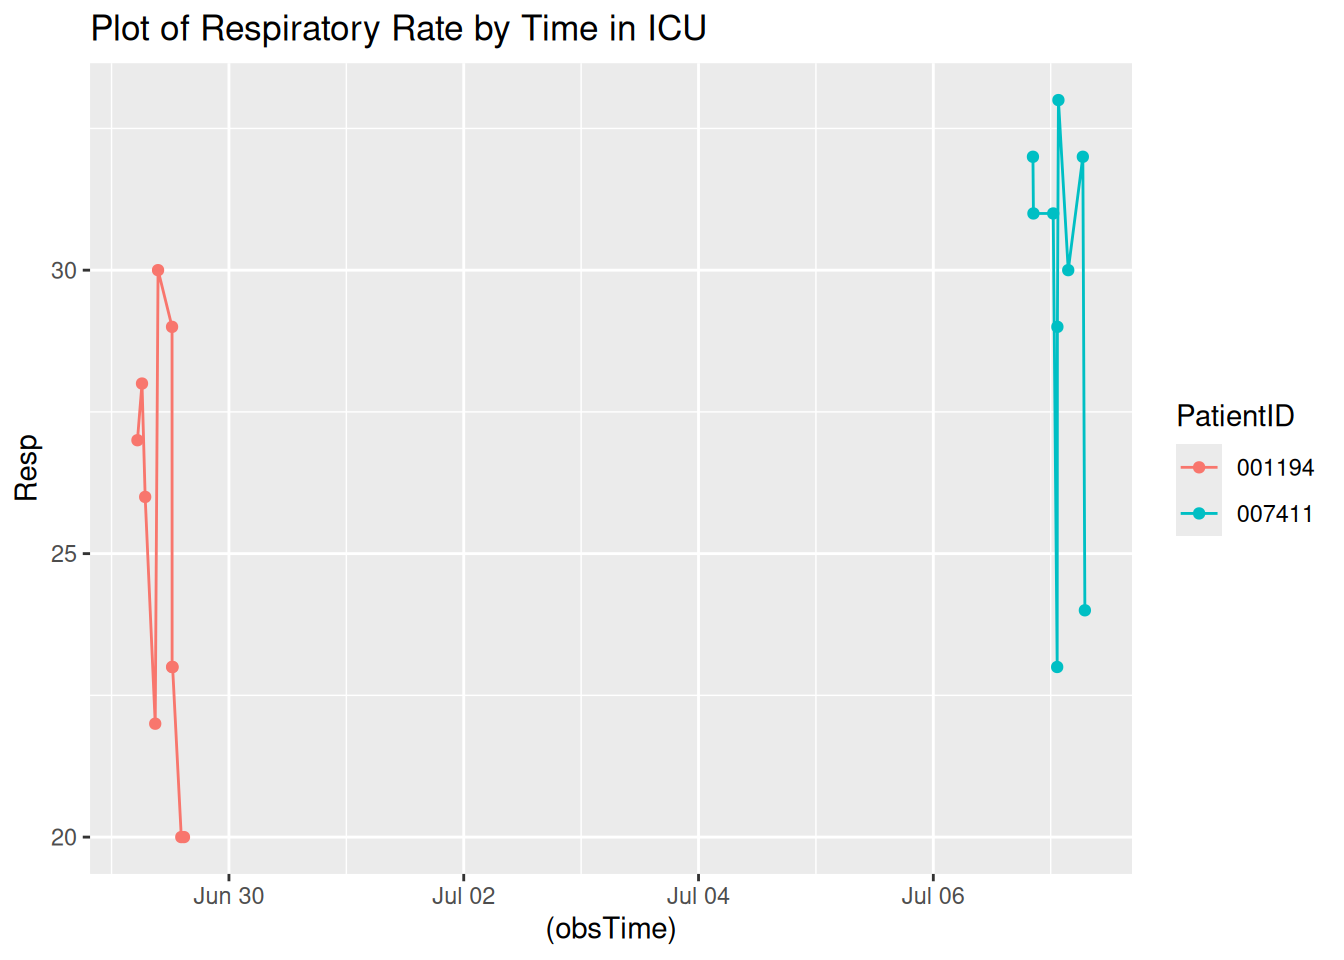 Plot of Respiratory Rate by Time in ICU
Resp
30
25
20
Jun 30
Jul 02
Jul 04
Jul 06
(obsTime)
PatientID
001194
007411